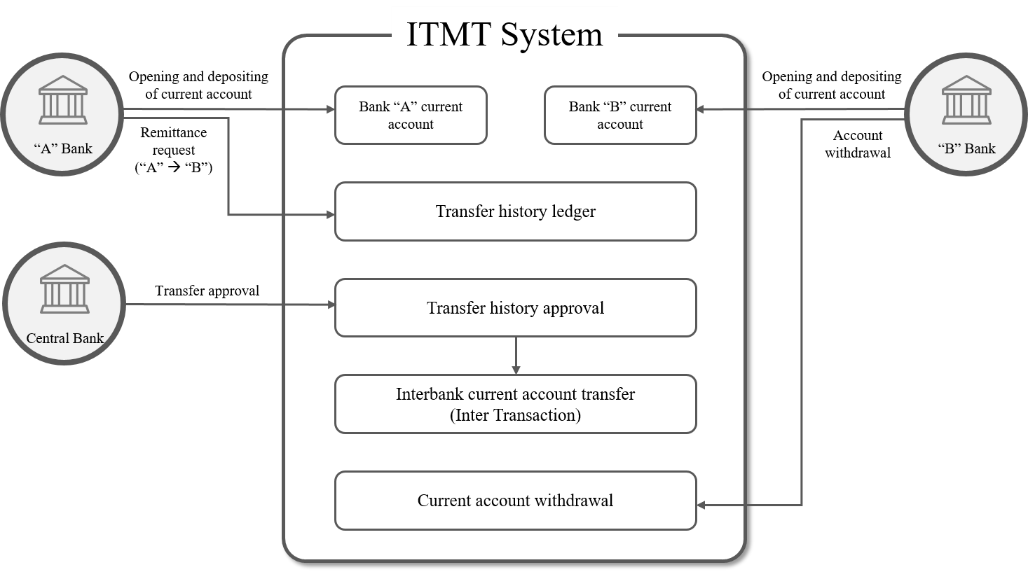 ITMT System
Opening and depositing
of current account
“A” Bank
Remittance
request
(“A” → “B”)
Bank “A” current
account
Bank “B” current
account
Opening and depositing
of current account
“B” Bank
Account
withdrawal
Transfer history ledger
Central Bank
Transfer approval
Transfer history approval
Interbank current account transfer
(Inter Transaction)
Current account withdrawal